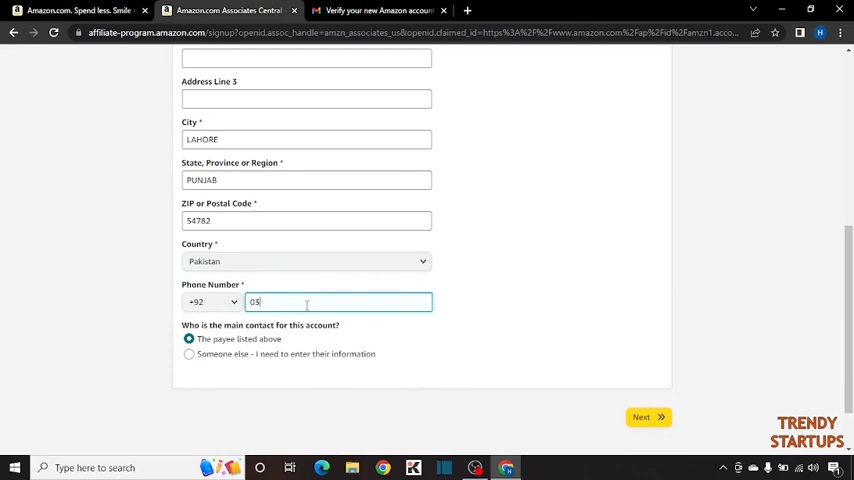 Amazon.com. Spend less. Smile
Amazon.com Associates Central
Verify your new Amazon account
affiliate-program.amazon.com/signup?openid.assoc_handle=amzn_associates_us&openid.claimed_id=https%3A%2F%2Fwww.amazon.com%2Fap%2Fid%2Famzn1.acco...
H
Address Line 3
City *
LAHORE
State, Province or Region *
PUNJAB
ZIP or Postal Code *
54782
Country *
Pakistan
Phone Number *
+92
03
Who is the main contact for this account?
The payee listed above
Someone else - I need to enter their information
Next
TRENDY
STARTUPS
Type here to search